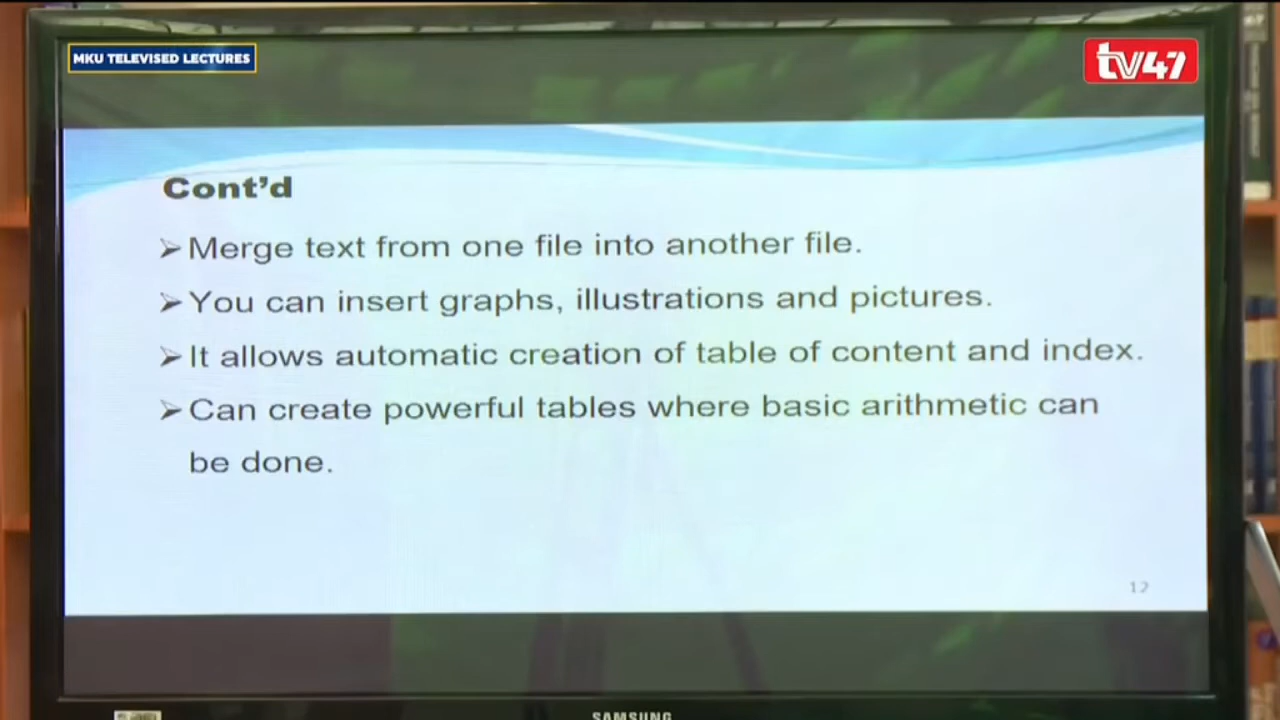 MKU TELEVISED LECTURES
tv47
Cont'd
➢Merge text from one file into another file.
➢You can insert graphs, illustrations and pictures.
➢It allows automatic creation of table of content and index.
➢Can create powerful tables where basic arithmetic can
be done.
12
SAMSUNG